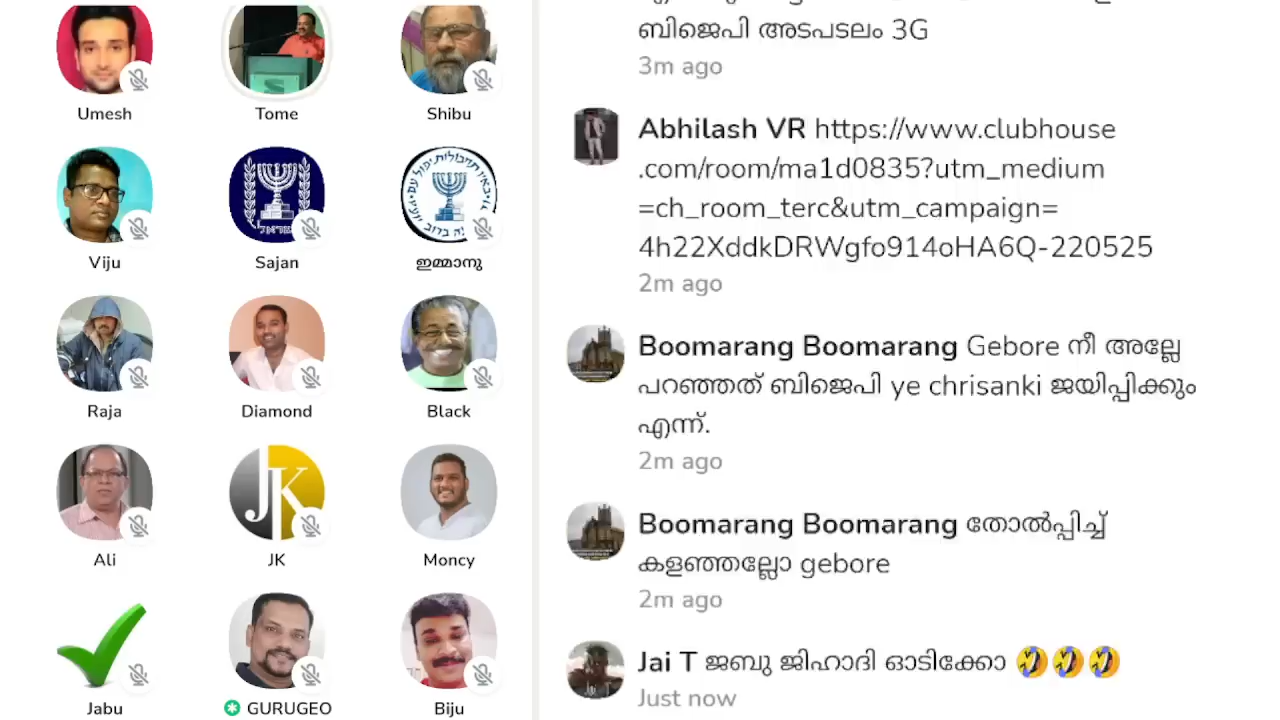 Umesh
Tome
Shibu
Viju
Sajan
ഇമ്മാനു
Raja
Diamond
Black
Ali
JK
JK
Moncy
Jabu
GURUGEO
Biju
ബിജെപി അടപടലം 3G
3m ago
Abhilash VR https://www.clubhouse
.com/room/ma1d0835?utm_medium
=ch_room_terc&utm_campaign=
4h22XddkDRWgfo914oHA6Q-220525
2m ago
Boomarang Boomarang Gebore നീ അല്ലേ
പറഞ്ഞത് ബിജെപി ye chrisanki ജയിപ്പിക്കും
എന്ന്.
2m ago
Boomarang Boomarang തോൽപ്പിച്ച്
കളഞ്ഞല്ലോ gebore
2m ago
Jai T ജബു ജിഹാദി ഓടിക്കോ 🤣🤣🤣
Just now